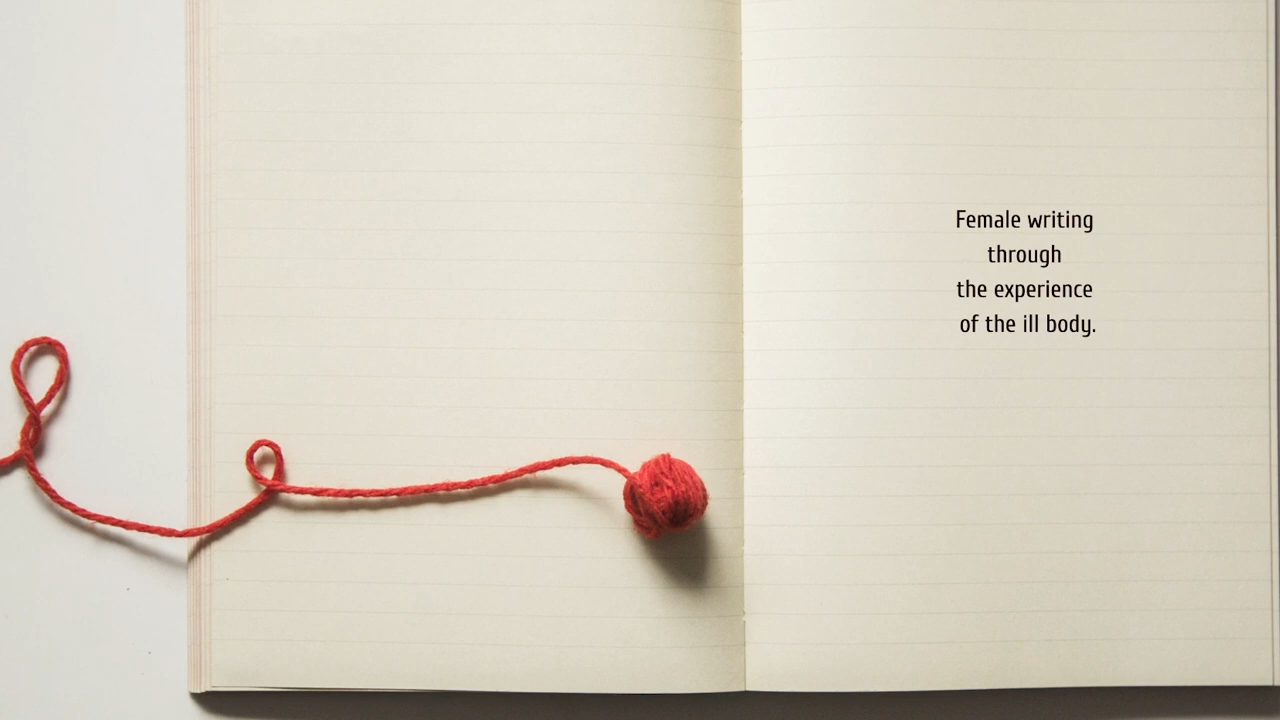 Female writing
through
the experience
of the ill body.